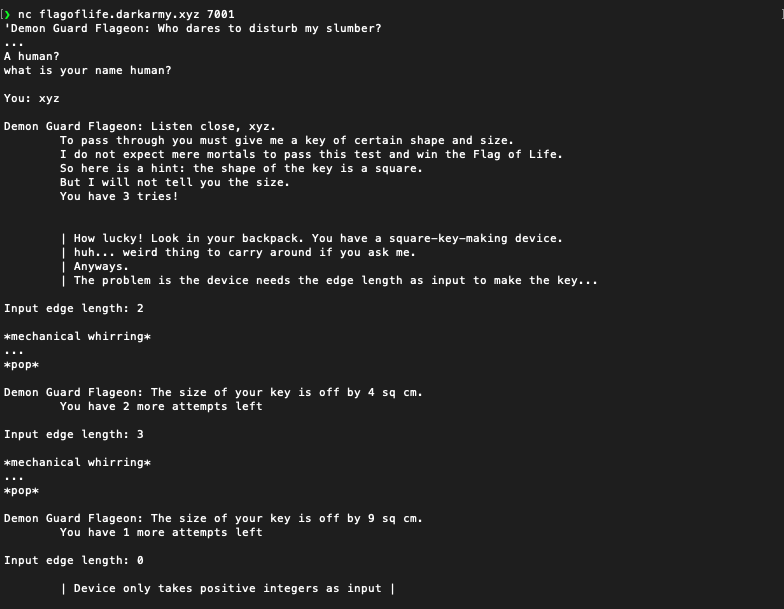 ❯ nc flagoflife.darkarmy.xyz 7001
'Demon Guard Flageon: Who dares to disturb my slumber?
...
A human?
what is your name human?
You: xyz
Demon Guard Flageon: Listen close, xyz.
To pass through you must give me a key of certain shape and size.
I do not expect mere mortals to pass this test and win the Flag of Life.
So here is a hint: the shape of the key is a square.
But I will not tell you the size.
You have 3 tries!
| How lucky! Look in your backpack. You have a square-key-making device.
| huh... weird thing to carry around if you ask me.
| Anyways.
| The problem is the device needs the edge length as input to make the key...
Input edge length: 2
*mechanical whirring*
...
*pop*
Demon Guard Flageon: The size of your key is off by 4 sq cm.
You have 2 more attempts left
Input edge length: 3
*mechanical whirring*
...
*pop*
Demon Guard Flageon: The size of your key is off by 9 sq cm.
You have 1 more attempts left
Input edge length: 0
| Device only takes positive integers as input |